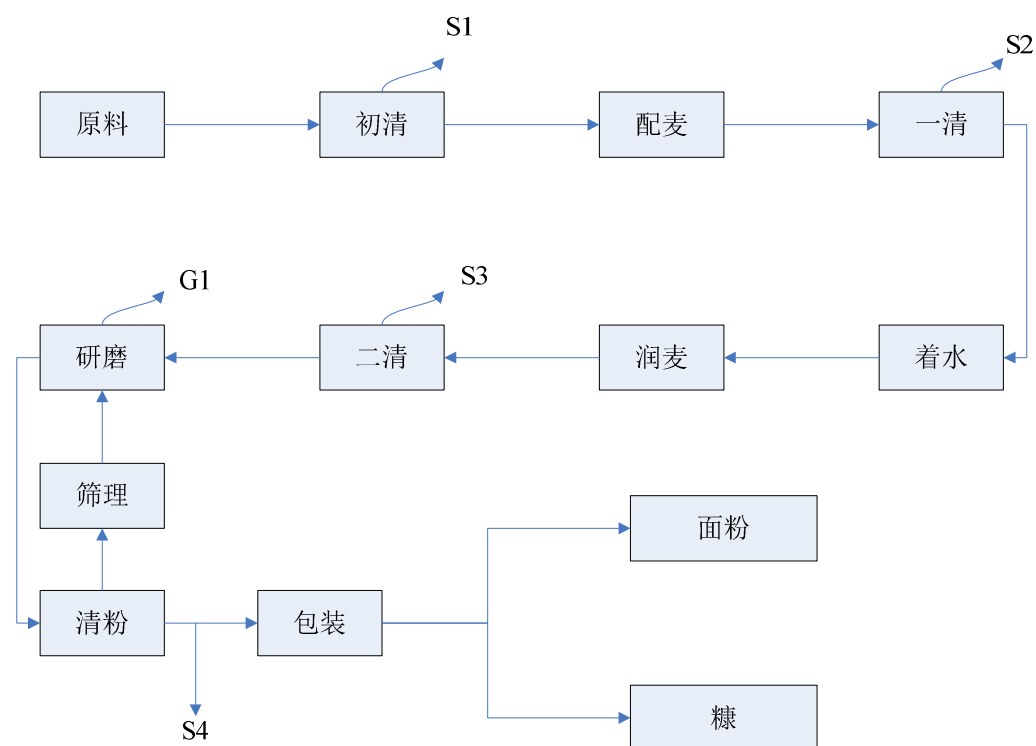 S1
S2
原料
初清
配麦
一清
G1
S3
研磨
二清
润麦
着水
筛理
面粉
清粉
包装
S4
糠